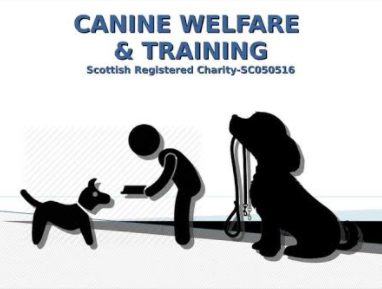 CANINE WELFARE
& TRAINING
Scottish Registered Charity-SC050516